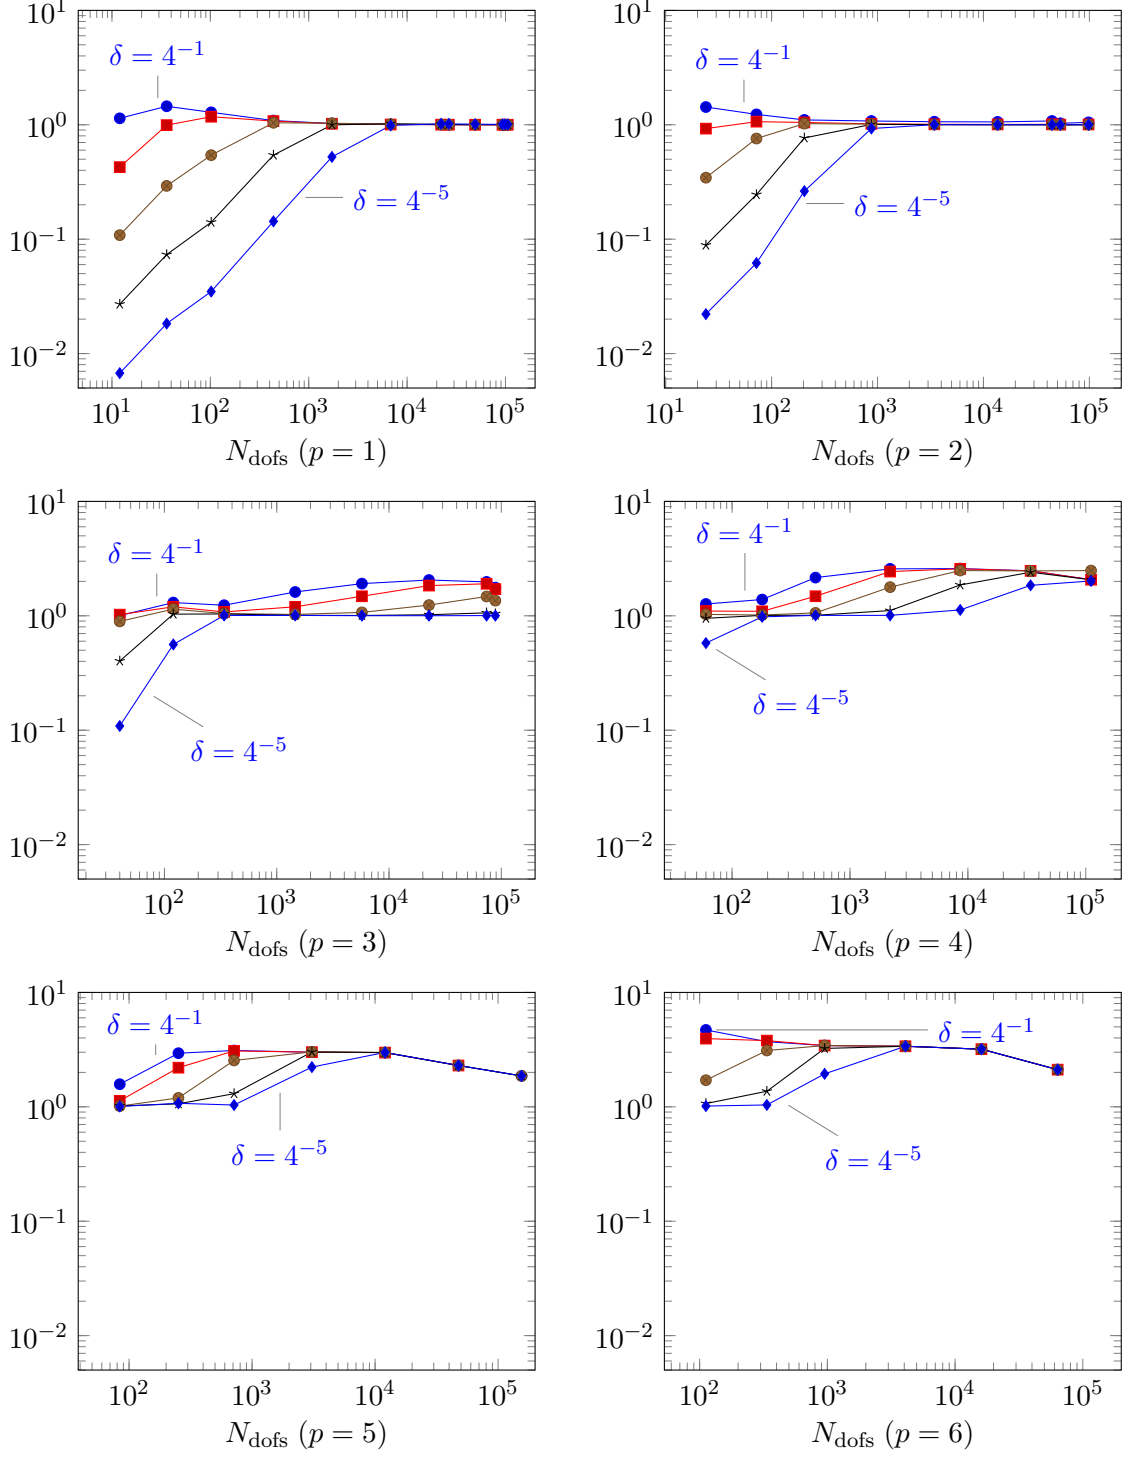 10^1
δ = 4^{-1}
10^0
δ = 4^{-5}
10^{-1}
10^{-2}
10^1 10^2 10^3 10^4 10^5
N_dofs (p = 1)
10^1
δ = 4^{-1}
10^0
δ = 4^{-5}
10^{-1}
10^{-2}
10^1 10^2 10^3 10^4 10^5
N_dofs (p = 2)
10^1
δ = 4^{-1}
10^0
10^{-1}
δ = 4^{-5}
10^{-2}
10^2 10^3 10^4 10^5
N_dofs (p = 3)
10^1
δ = 4^{-1}
10^0
δ = 4^{-5}
10^{-1}
10^{-2}
10^2 10^3 10^4 10^5
N_dofs (p = 4)
10^1
δ = 4^{-1}
10^0
δ = 4^{-5}
10^{-1}
10^{-2}
10^2 10^3 10^4 10^5
N_dofs (p = 5)
10^1
δ = 4^{-1}
10^0
δ = 4^{-5}
10^{-1}
10^{-2}
10^2 10^3 10^4 10^5
N_dofs (p = 6)